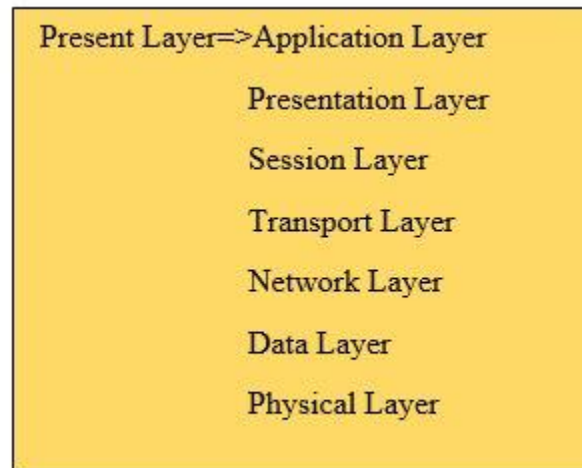 Present Layer=>Application Layer
Presentation Layer
Session Layer
Transport Layer
Network Layer
Data Layer
Physical Layer